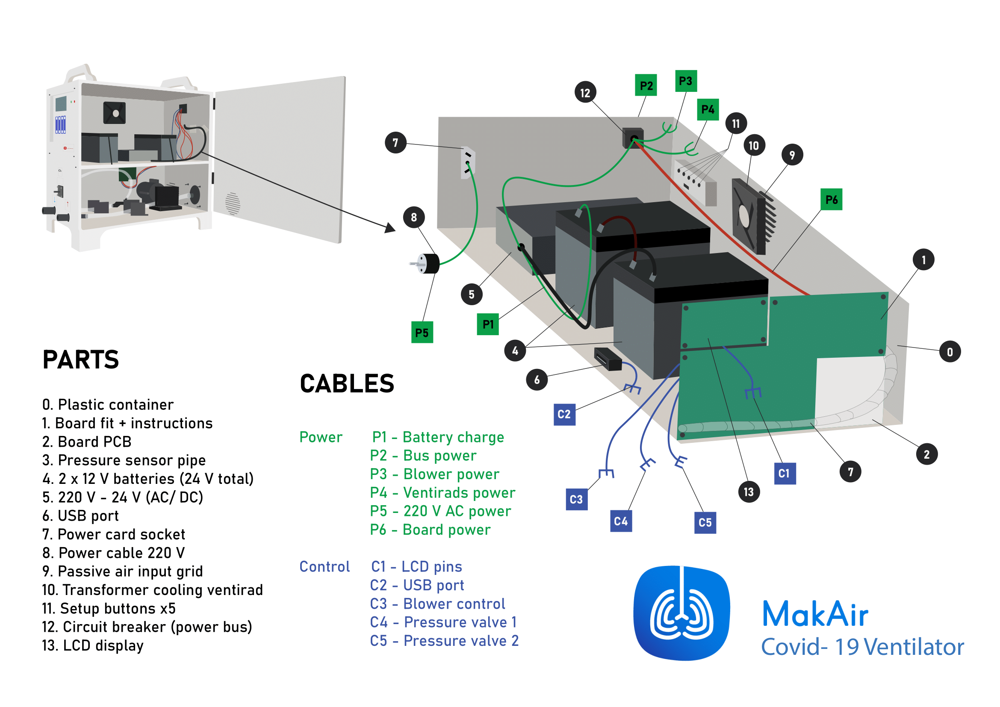 P2
P3
12
P4
11
7
10
9
P6
8
1
5
P1
P5
4
0
6
C2
2
7
C1
13
C3
C4
C5
PARTS
0. Plastic container
1. Board fit + instructions
2. Board PCB
3. Pressure sensor pipe
4. 2 x 12 V batteries (24 V total)
5. 220 V - 24 V (AC/ DC)
6. USB port
7. Power card socket
8. Power cable 220 V
9. Passive air input grid
10. Transformer cooling ventirad
11. Setup buttons x5
12. Circuit breaker (power bus)
13. LCD display
CABLES
Power P1 - Battery charge
P2 - Bus power
P3 - Blower power
P4 - Ventirads power
P5 - 220 V AC power
P6 - Board power
Control C1 - LCD pins
C2 - USB port
C3 - Blower control
C4 - Pressure valve 1
C5 - Pressure valve 2
MakAir
Covid- 19 Ventilator